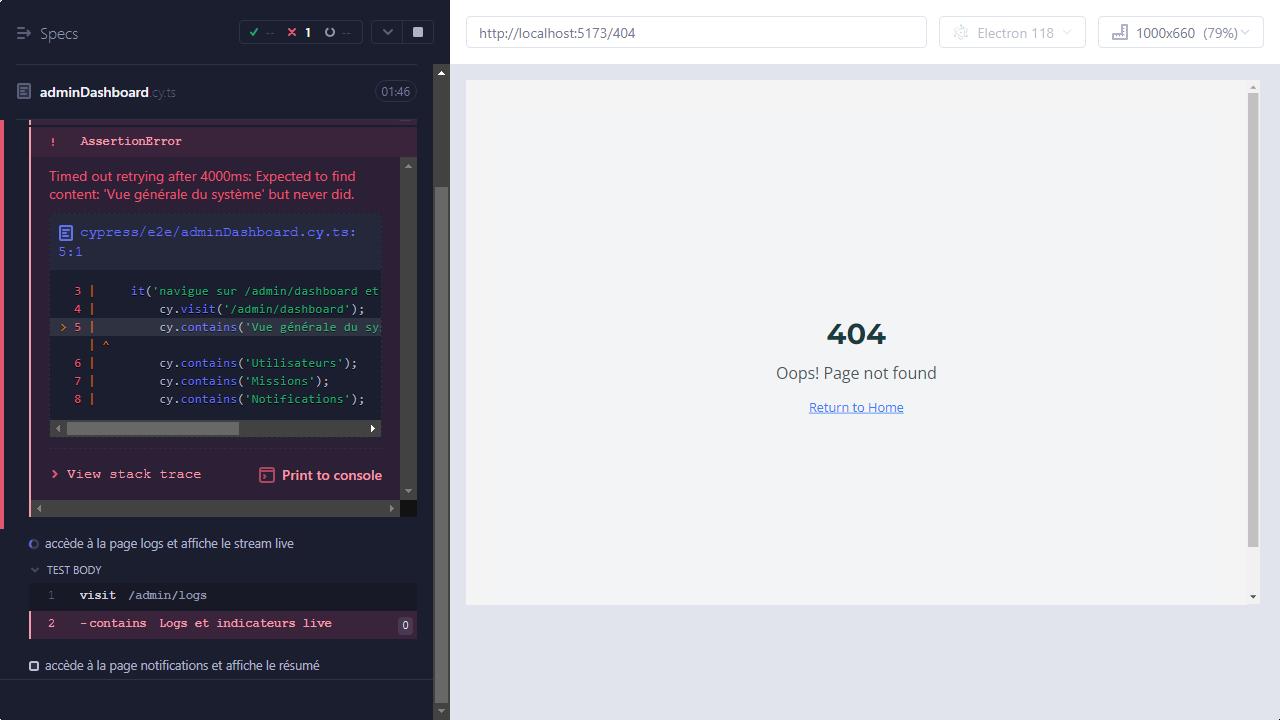 Specs
-- 1 --
http://localhost:5173/404
Electron 118
1000x660 (79%)
adminDashboard.cy.ts
01:46
! AssertionError
Timed out retrying after 4000ms: Expected to find
content: 'Vue générale du système' but never did.
cypress/e2e/adminDashboard.cy.ts:
5:1
3 | it('navigue sur /admin/dashboard et
4 | cy.visit('/admin/dashboard');
> 5 | cy.contains('Vue générale du sy
| ^
6 | cy.contains('Utilisateurs');
7 | cy.contains('Missions');
8 | cy.contains('Notifications');
> View stack trace
Print to console
accède à la page logs et affiche le stream live
TEST BODY
1 visit /admin/logs
2 -contains Logs et indicateurs live 0
accède à la page notifications et affiche le résumé
404
Oops! Page not found
Return to Home